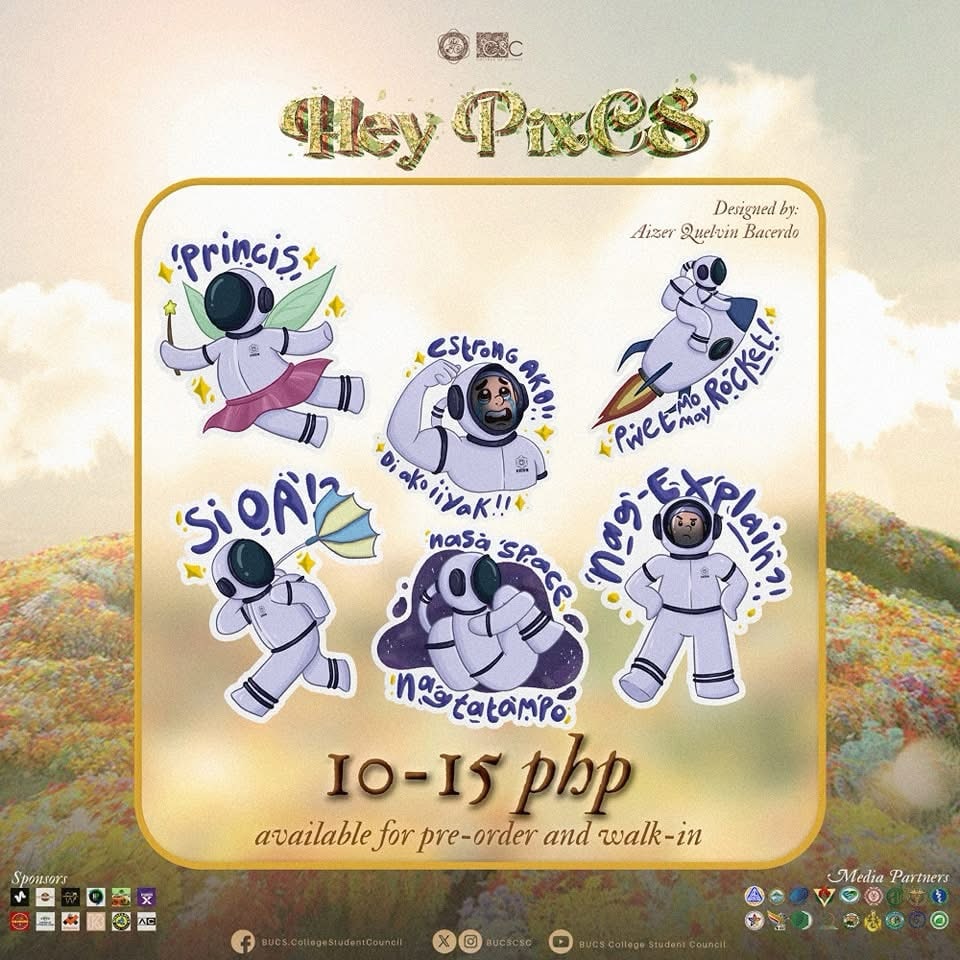 CSC
Hey PixCS
Designed by:
Aizer Quelvin Bacerdo
'Princis,
estrong AKO!!
Di ako iiyak!!
Pwet-Mo
May Rocket!
Si OA!?
nasa 'space
nagtatampo
nag-Explain?!
10-15 php
available for pre-order and walk-in
Sponsors
Media Partners
BUCS.CollegeStudentCouncil
BUCSCSC
BUCS College Student Council